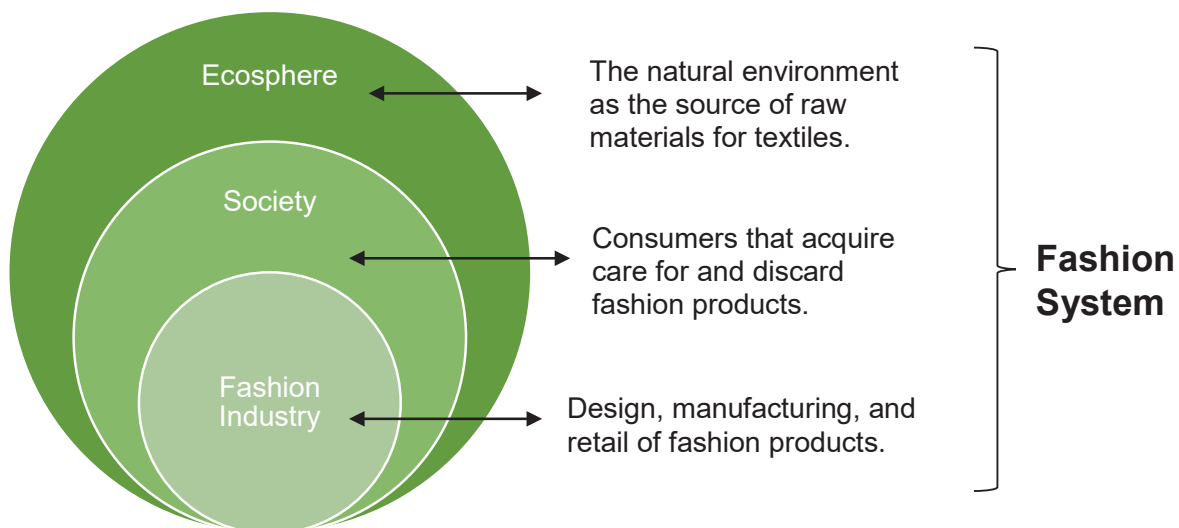 Ecosphere
The natural environment
as the source of raw
materials for textiles.
Society
Consumers that acquire
care for and discard
fashion products.
Fashion
Industry
Design, manufacturing, and
retail of fashion products.
Fashion
System